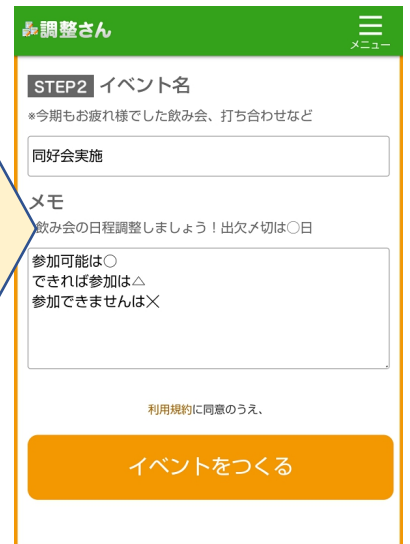 調整さん
メニュー
STEP2 イベント名
*今期もお疲れ様でした飲み会、打ち合わせなど
同好会実施
メモ
飲み会の日程調整しましょう！出欠〆切は○日
参加可能は○
できれば参加は△
参加できませんは╳
利用規約に同意のうえ、
イベントをつくる